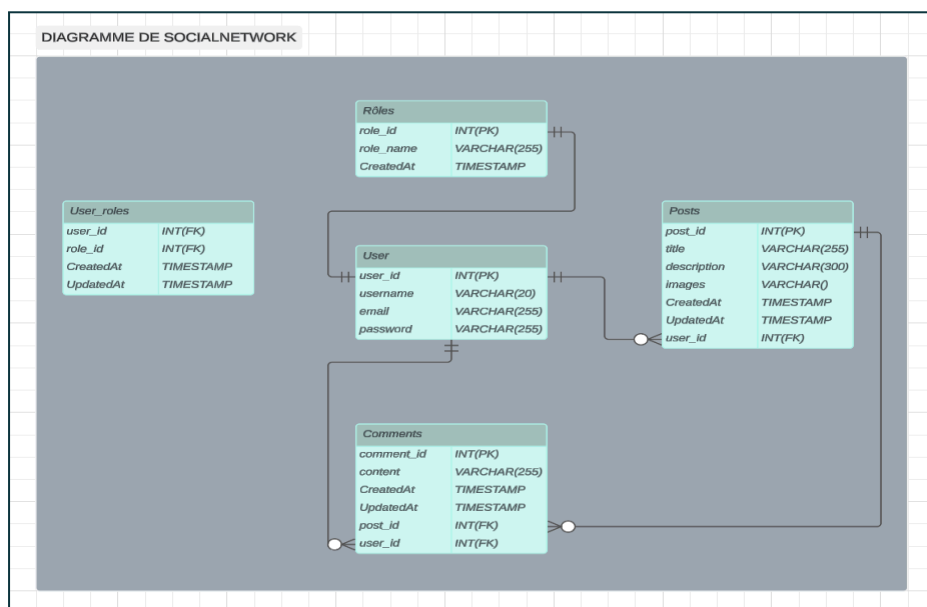 DIAGRAMME DE SOCIALNETWORK
Rôles
role_id INT(PK)
role_name VARCHAR(255)
CreatedAt TIMESTAMP
User_roles
user_id INT(FK)
role_id INT(FK)
CreatedAt TIMESTAMP
UpdatedAt TIMESTAMP
Posts
post_id INT(PK)
title VARCHAR(255)
description VARCHAR(300)
images VARCHAR()
CreatedAt TIMESTAMP
UpdatedAt TIMESTAMP
user_id INT(FK)
User
user_id INT(PK)
username VARCHAR(20)
email VARCHAR(255)
password VARCHAR(255)
Comments
comment_id INT(PK)
content VARCHAR(255)
CreatedAt TIMESTAMP
UpdatedAt TIMESTAMP
post_id INT(FK)
user_id INT(FK)